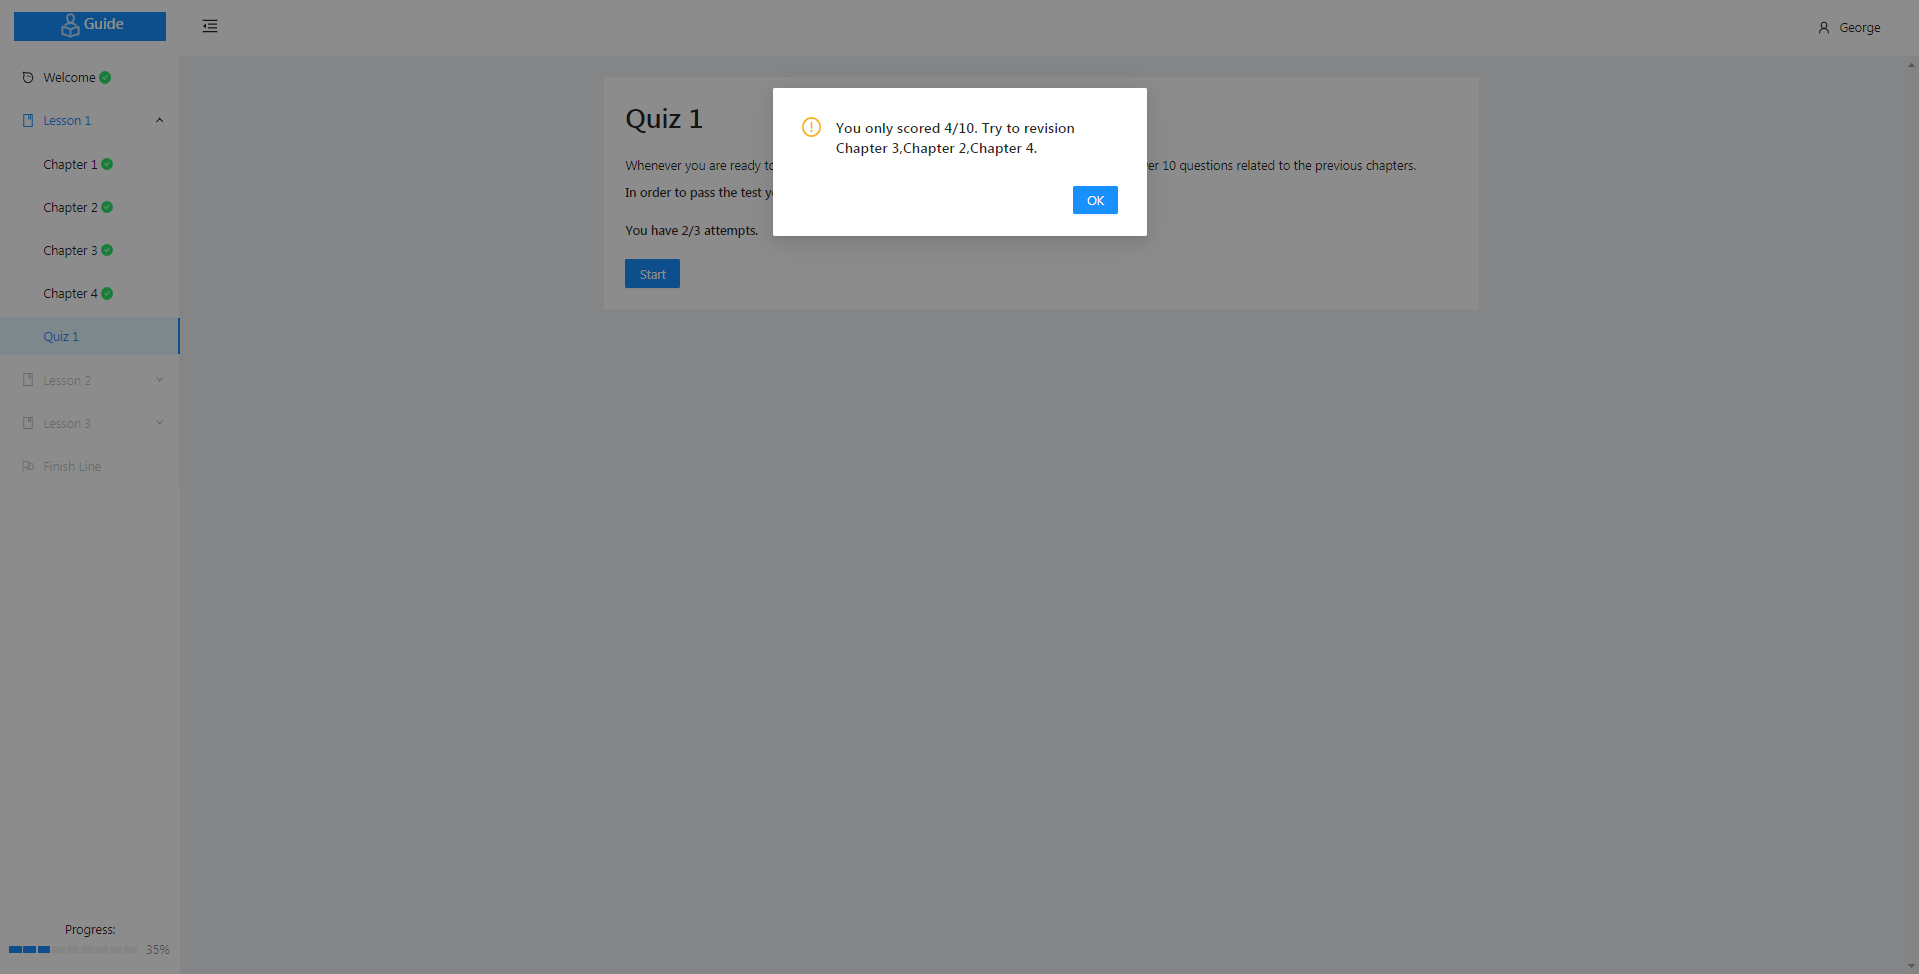 Guide
George
Welcome
Lesson 1
Chapter 1
Chapter 2
Chapter 3
Chapter 4
Quiz 1
Lesson 2
Lesson 3
Finish Line
Progress:
35%
Quiz 1
Whenever you are ready to
10 questions related to the previous chapters.
In order to pass the test
You have 2/3 attempts.
Start
You only scored 4/10. Try to revision
Chapter 3,Chapter 2,Chapter 4.
OK